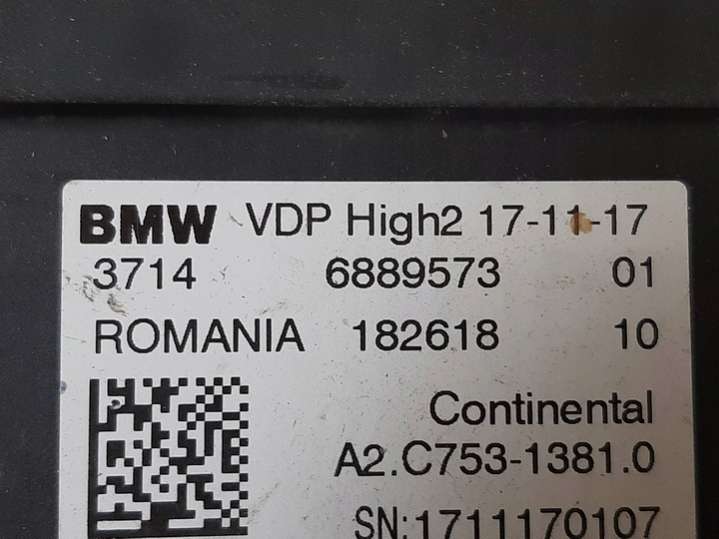 BMW VDP High2 17-11-17
3714 6889573 01
ROMANIA 182618 10
Continental
A2.C753-1381.0
SN:1711170107